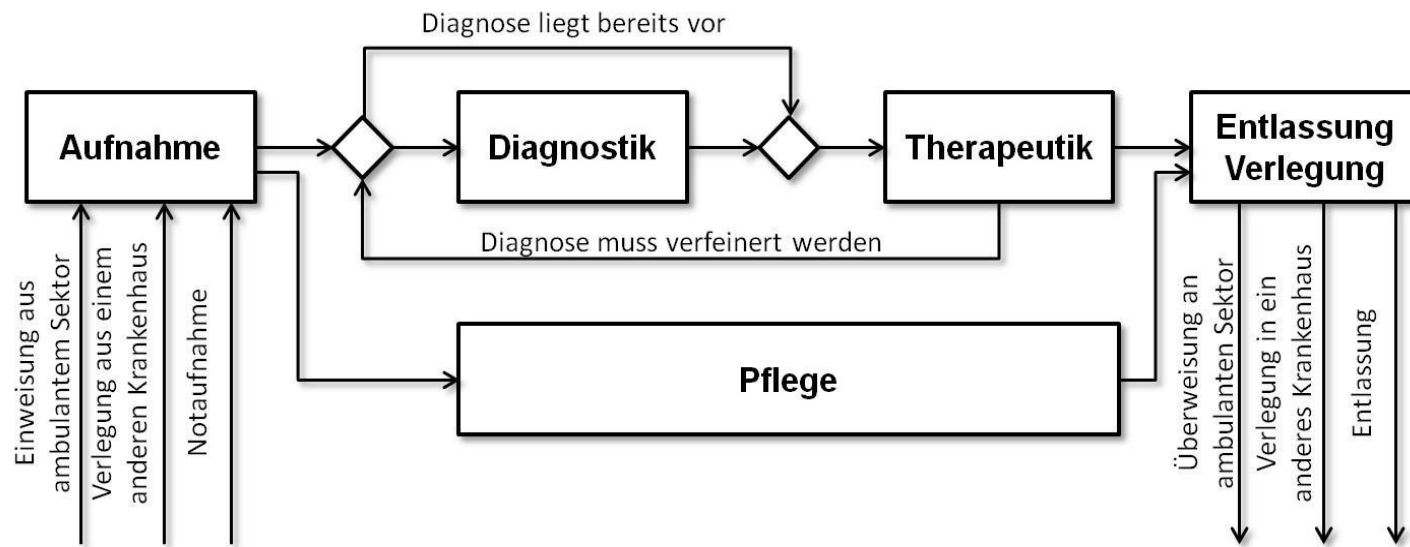 Diagnose liegt bereits vor
Aufnahme
Diagnostik
Therapeutik
Entlassung
Verlegung
Diagnose muss verfeinert werden
Pflege
Einweisung aus
ambulantem Sektor
Verlegung aus einem
anderen Krankenhaus
Notaufnahme
Überweisung an
ambulanten Sektor
Verlegung in ein
anderes Krankenhaus
Entlassung